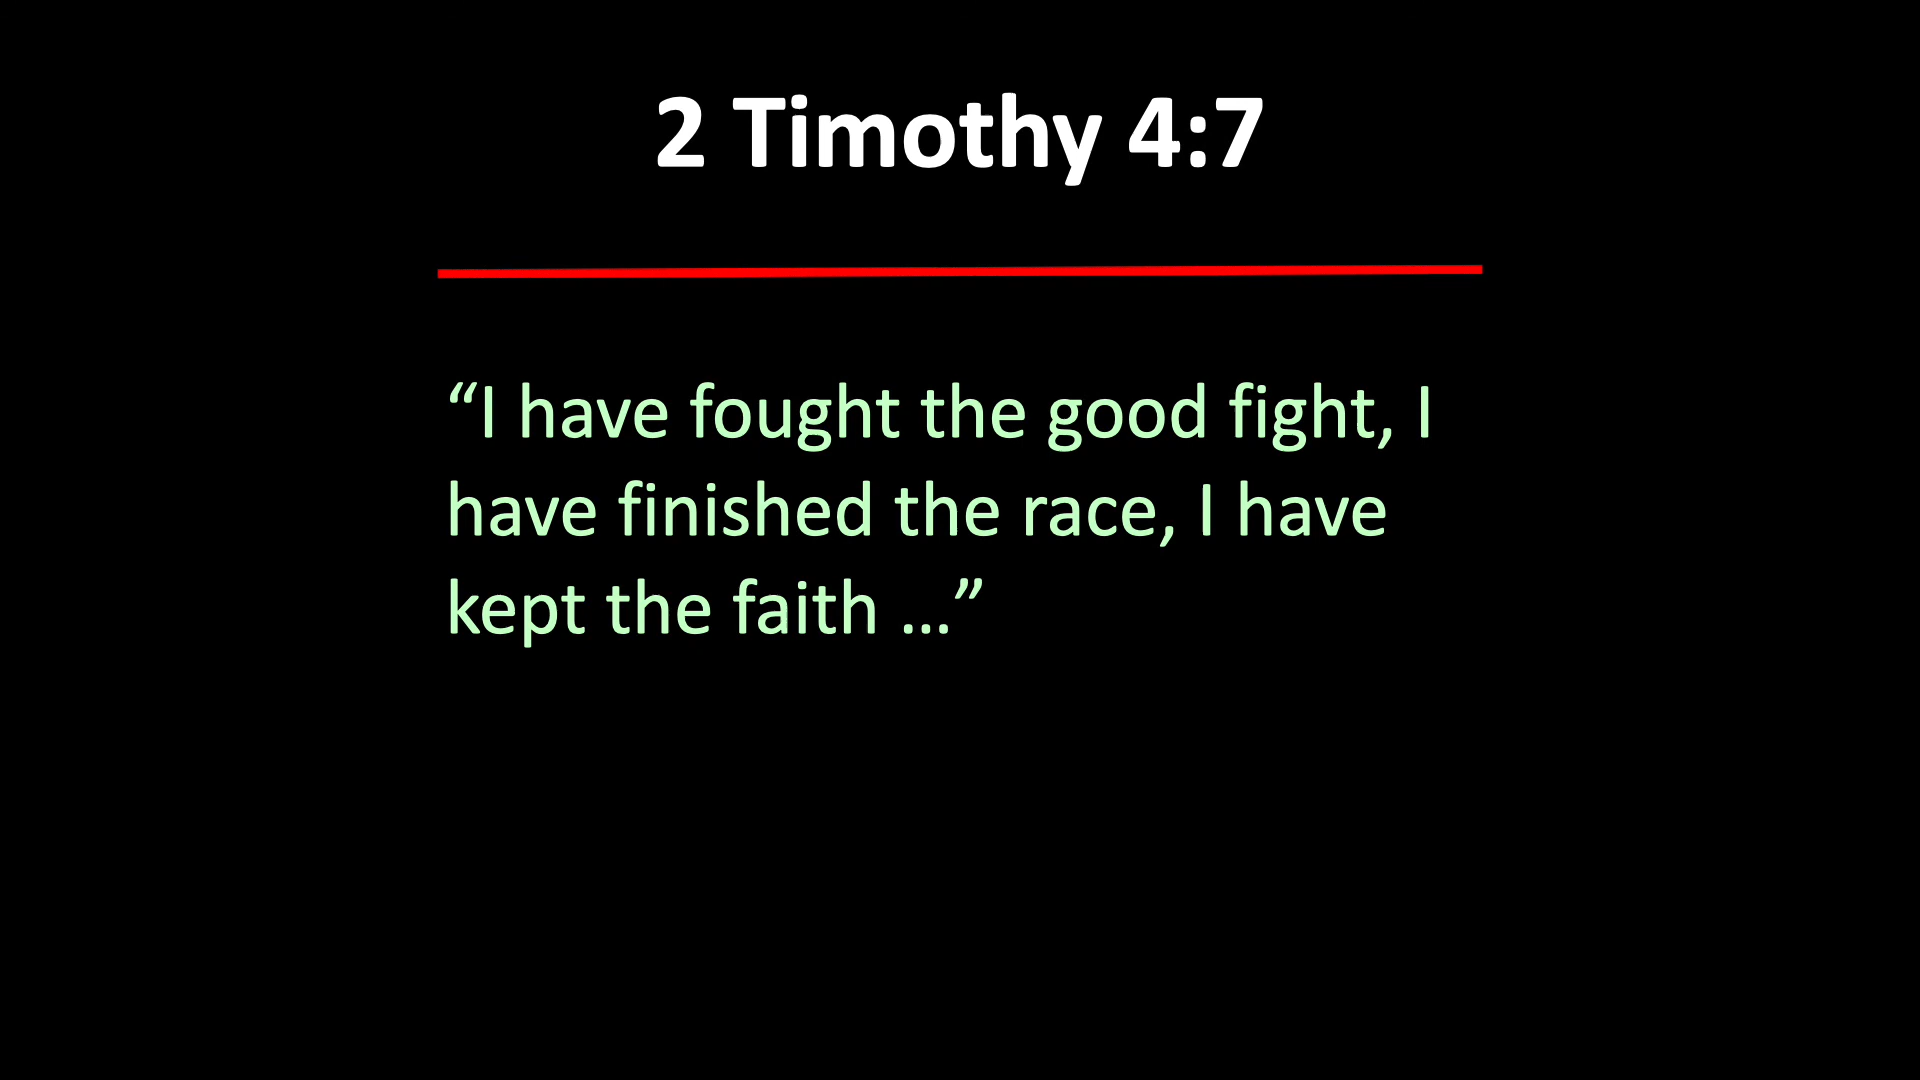 2 Timothy 4:7
“I have fought the good fight, I
have finished the race, I have
kept the faith …”